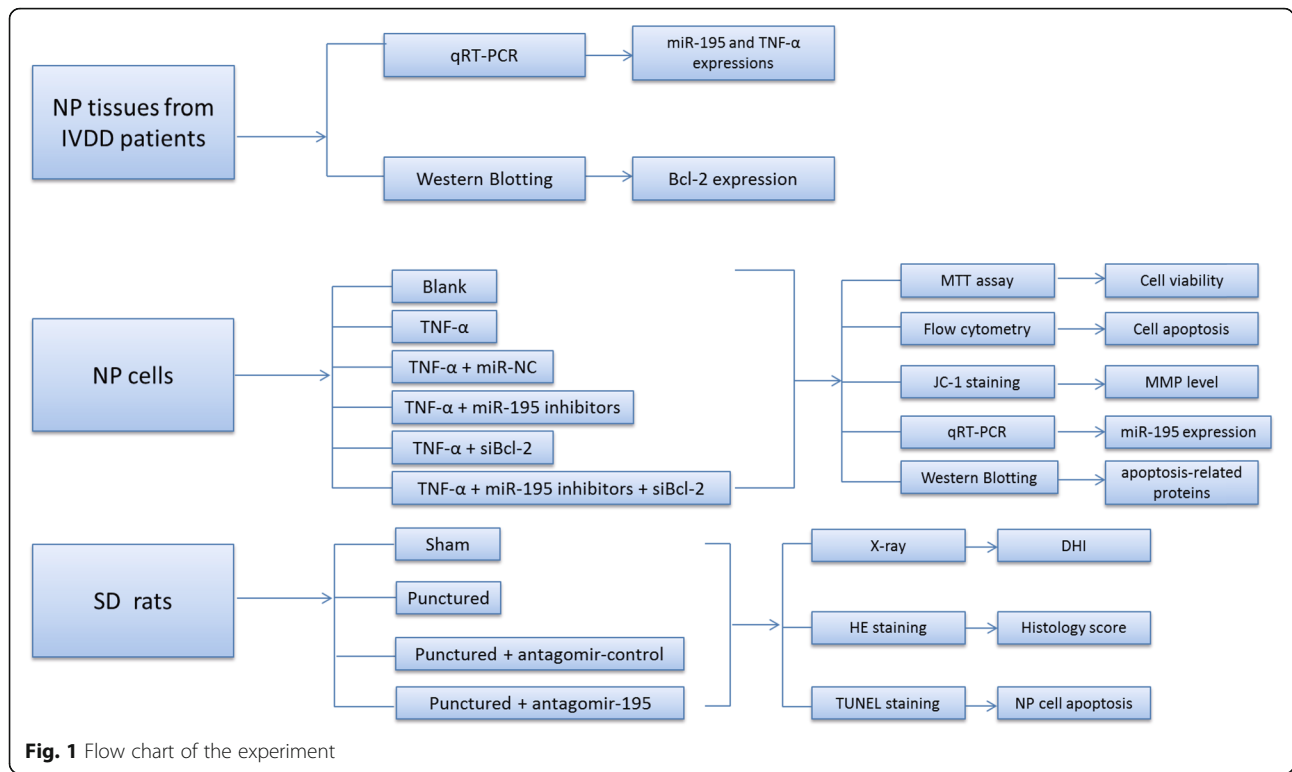 NP tissues from
IVDD patients
qRT-PCR
miR-195 and TNF-α
expressions
Western Blotting
Bcl-2 expression
NP cells
Blank
TNF-α
TNF-α + miR-NC
TNF-α + miR-195 inhibitors
TNF-α + siBcl-2
TNF-α + miR-195 inhibitors + siBcl-2
MTT assay
Cell viability
Flow cytometry
Cell apoptosis
JC-1 staining
MMP level
qRT-PCR
miR-195 expression
Western Blotting
apoptosis-related
proteins
SD rats
Sham
Punctured
Punctured + antagomir-control
Punctured + antagomir-195
X-ray
DHI
HE staining
Histology score
TUNEL staining
NP cell apoptosis
Fig. 1 Flow chart of the experiment